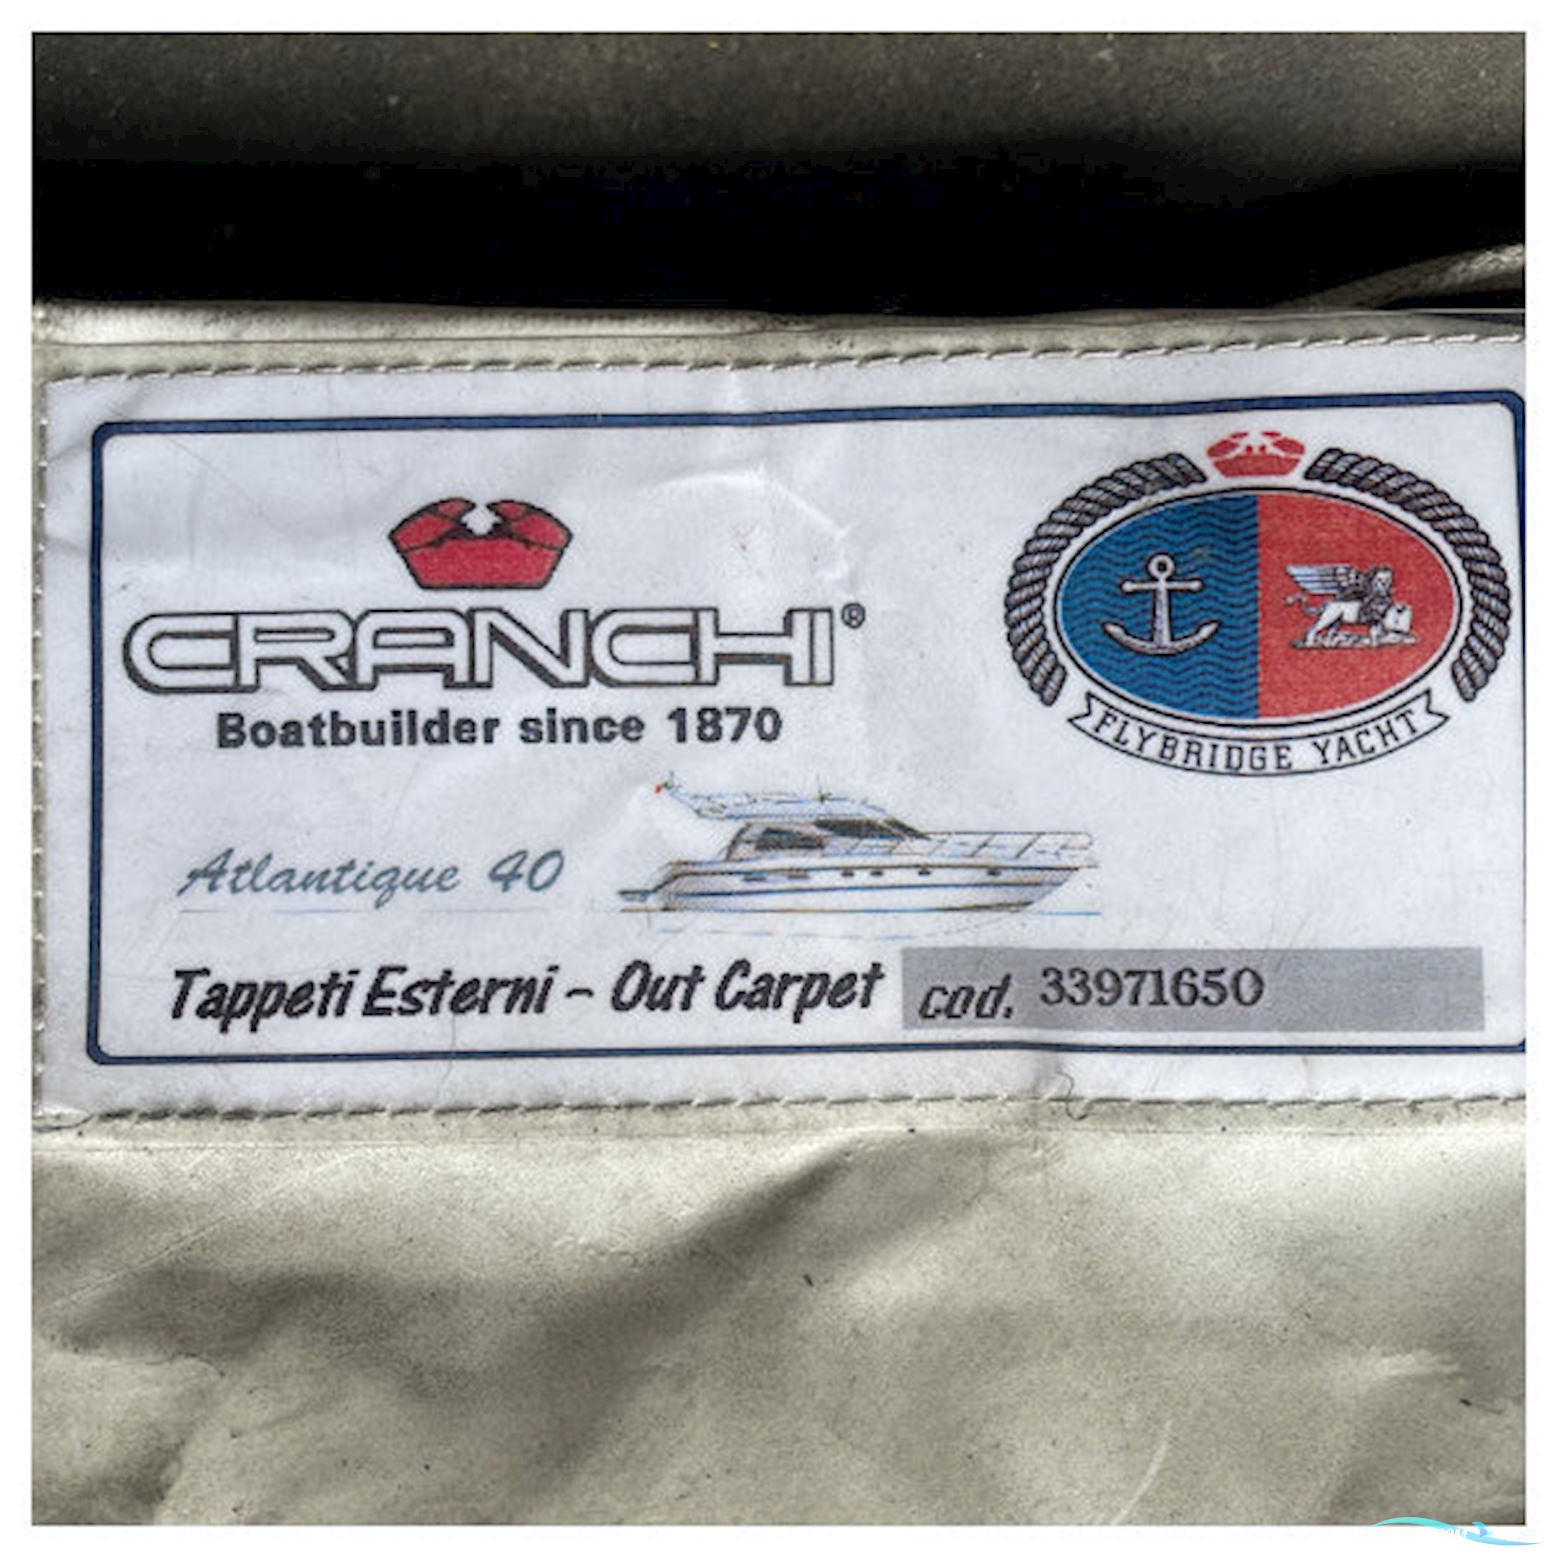 CRANCHI®
Boatbuilder since 1870
FLYBRIDGE YACHT
Atlantique 40
Tappeti Esterni - Out Carpet cod. 33971650